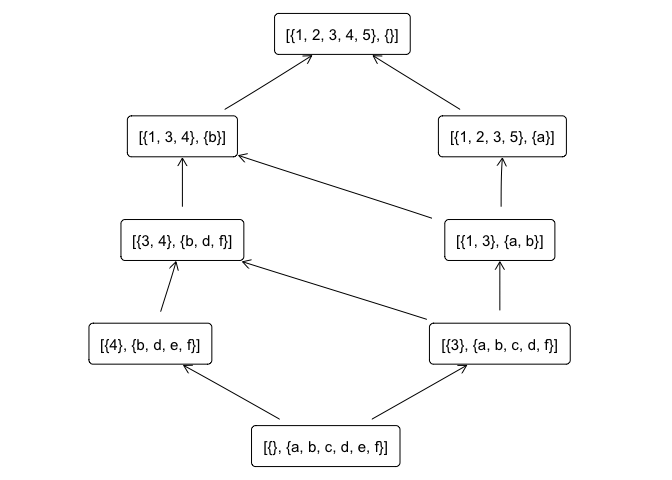 [{1, 2, 3, 4, 5}, {}]
[{1, 3, 4}, {b}]
[{1, 2, 3, 5}, {a}]
[{3, 4}, {b, d, f}]
[{1, 3}, {a, b}]
[{4}, {b, d, e, f}]
[{3}, {a, b, c, d, f}]
[{}, {a, b, c, d, e, f}]